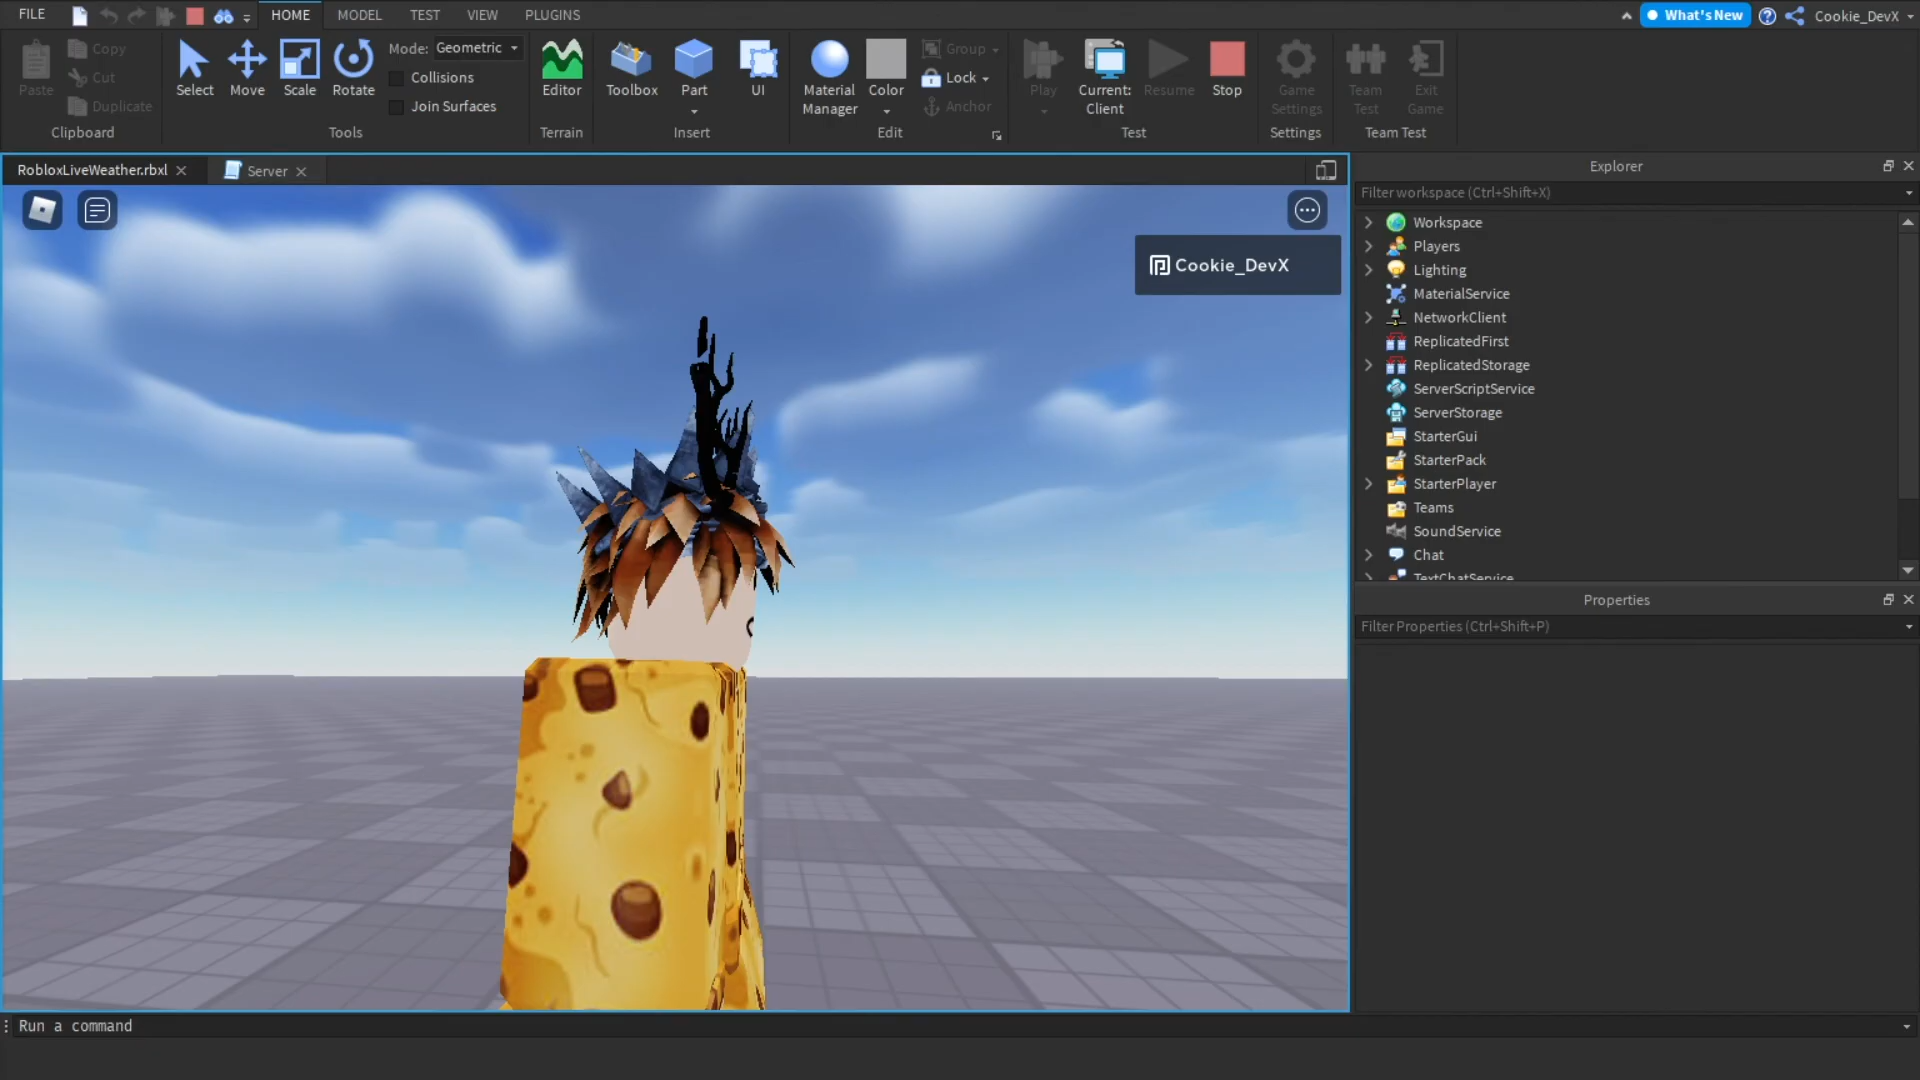 FILE
HOME
MODEL
TEST
VIEW
PLUGINS
What's New
Cookie_DevX
Paste
Copy
Cut
Duplicate
Clipboard
Select
Move
Scale
Rotate
Mode: Geometric
Collisions
Join Surfaces
Tools
Editor
Terrain
Toolbox
Part
UI
Insert
Material
Manager
Color
Group
Lock
Anchor
Edit
Play
Current:
Client
Resume
Stop
Test
Game
Settings
Settings
Team
Test
Exit
Game
Team Test
RobloxLiveWeather.rbxl
Server
Cookie_DevX
Explorer
Filter workspace (Ctrl+Shift+X)
Workspace
Players
Lighting
MaterialService
NetworkClient
ReplicatedFirst
ReplicatedStorage
ServerScriptService
ServerStorage
StarterGui
StarterPack
StarterPlayer
Teams
SoundService
Chat
TextChatService
Properties
Filter Properties (Ctrl+Shift+P)
Run a command